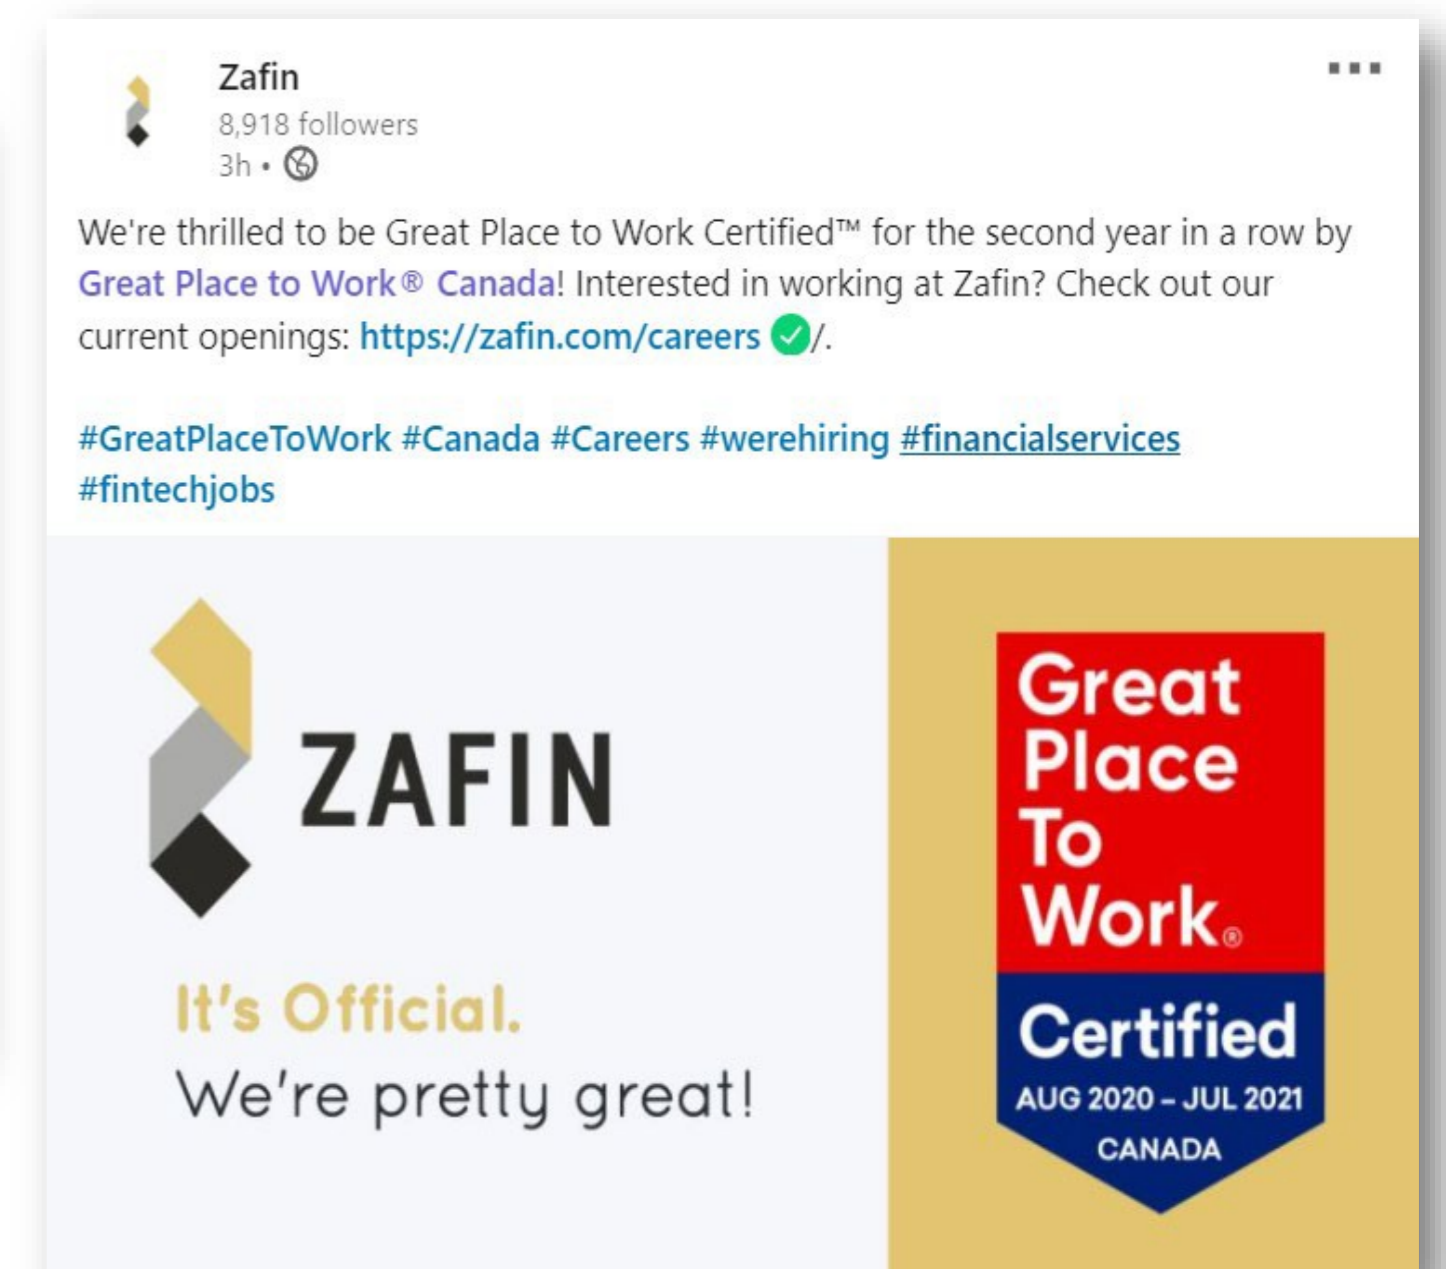 Zafin
8,918 followers
3h •
We're thrilled to be Great Place to Work Certified™ for the second year in a row by
Great Place to Work® Canada! Interested in working at Zafin? Check out our
current openings: https://zafin.com/careers /.
#GreatPlaceToWork #Canada #Careers #werehiring #financialservices
#fintechjobs
ZAFIN
It's Official.
We're pretty great!
Great
Place
To
Work®
Certified
AUG 2020 – JUL 2021
CANADA